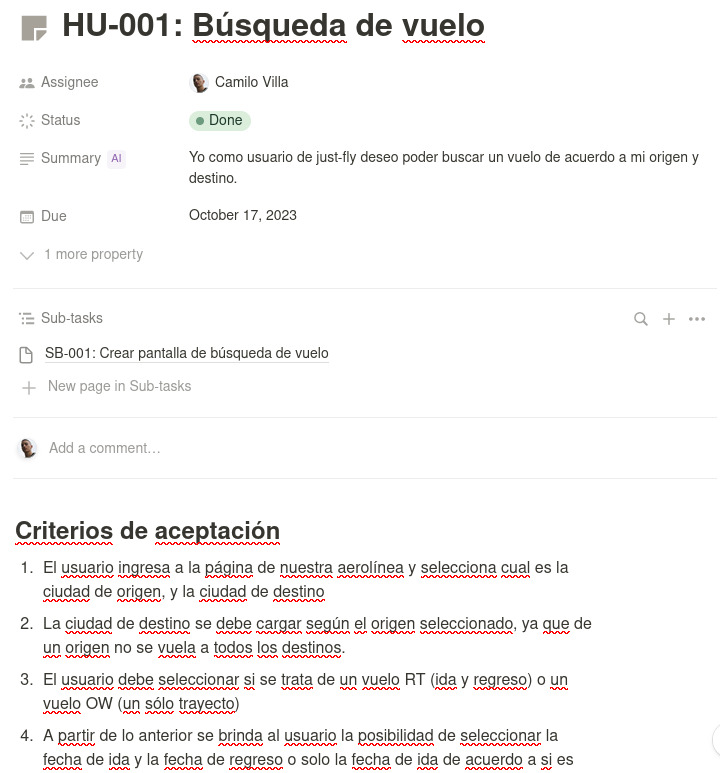 HU-001: Búsqueda de vuelo
Assignee
Camilo Villa
Status
Done
Summary AI
Yo como usuario de just-fly deseo poder buscar un vuelo de acuerdo a mi origen y
destino.
Due
October 17, 2023
1 more property
Sub-tasks
SB-001: Crear pantalla de búsqueda de vuelo
New page in Sub-tasks
Add a comment…
Criterios de aceptación
1. El usuario ingresa a la página de nuestra aerolínea y selecciona cual es la
ciudad de origen, y la ciudad de destino
2. La ciudad de destino se debe cargar según el origen seleccionado, ya que de
un origen no se vuela a todos los destinos.
3. El usuario debe seleccionar si se trata de un vuelo RT (ida y regreso) o un
vuelo OW (un sólo trayecto)
4. A partir de lo anterior se brinda al usuario la posibilidad de seleccionar la
fecha de ida y la fecha de regreso o solo la fecha de ida de acuerdo a si es